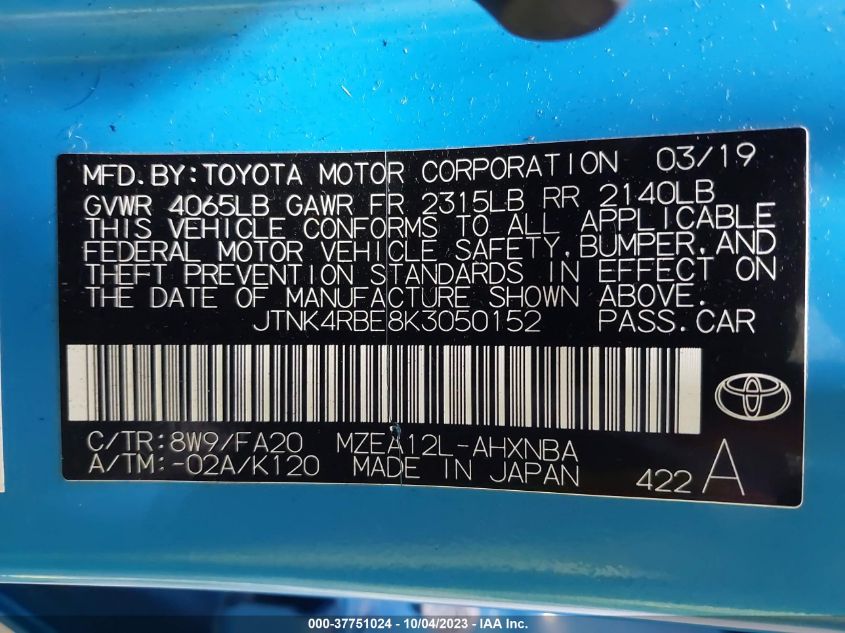 MFD. BY: TOYOTA MOTOR CORPORATION 03/19
GVWR 4065LB GAWR FR 2315LB RR 2140LB
THIS VEHICLE CONFORMS TO ALL APPLICABLE
FEDERAL MOTOR VEHICLE SAFETY, BUMPER, AND
THEFT PREVENTION STANDARDS IN EFFECT ON
THE DATE OF MANUFACTURE SHOWN ABOVE.
JTNK4RBE8K3050152 PASS. CAR
C/TR: 8W9/FA20 MZEA12L-AHXNBA
A/TM: -02A/K120 MADE IN JAPAN
422 A
000-37751024 - 10/04/2023 - IAAI Inc.